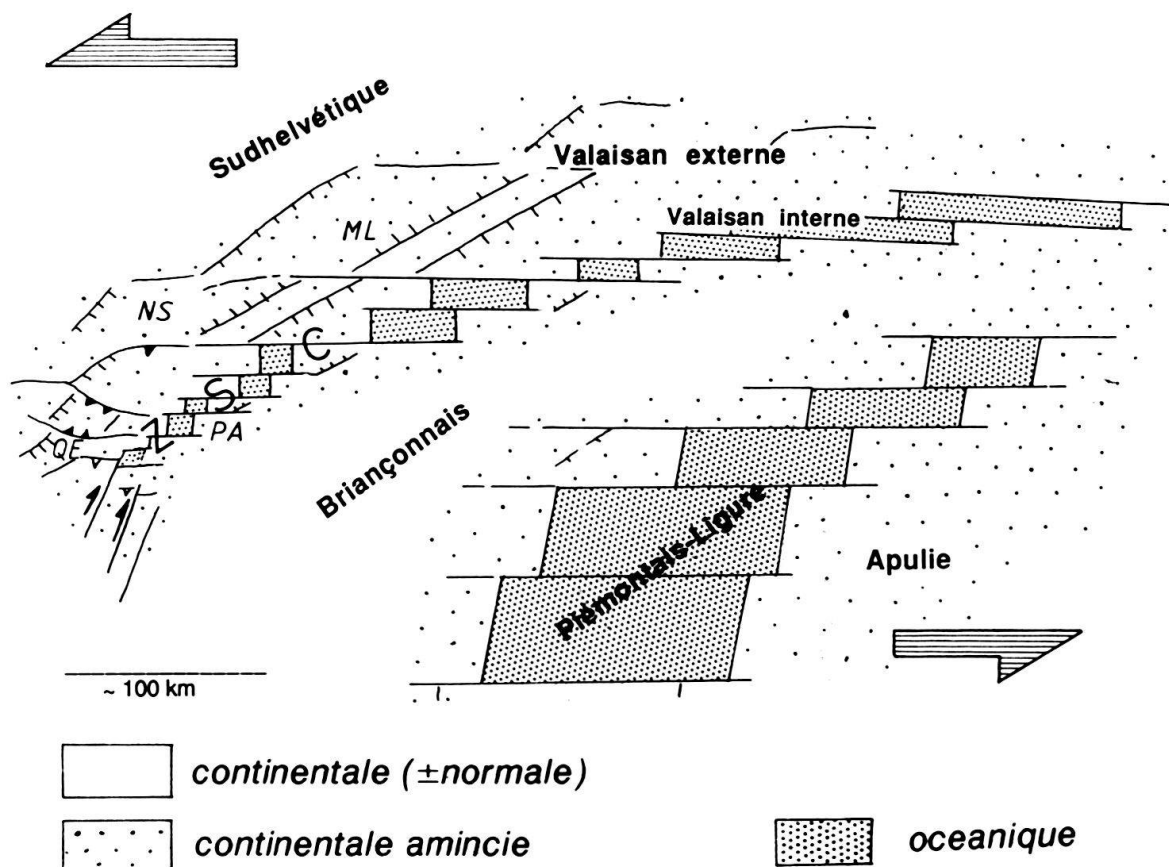 Sudhelvétique
Valaisan externe
Valaisan interne
ML
NS
C
S
Z
PA
QE
Briançonnais
Piémontais-Ligure
Apulie
~ 100 km
continentale (±normale)
continentale amincie
oceanique